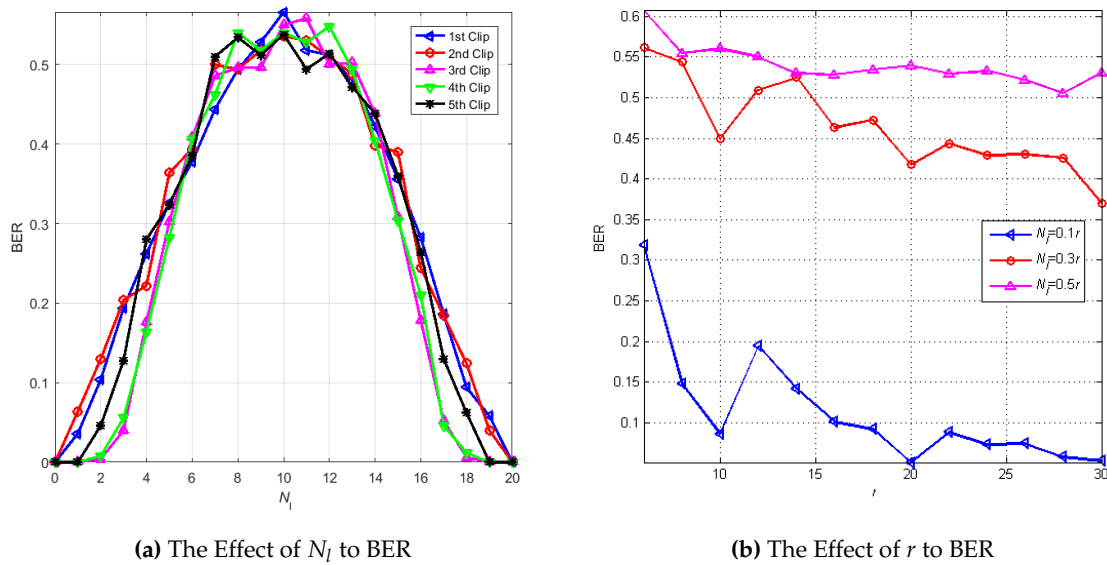 0.5
0.4
0.3
0.2
0.1
0
BER
0 2 4 6 8 10 12 14 16 18 20
N_l
1st Clip
2nd Clip
3rd Clip
4th Clip
5th Clip
(a) The Effect of N_l to BER
0.6
0.55
0.5
0.45
0.4
0.35
0.3
0.25
0.2
0.15
0.1
BER
10 15 20 25 30
r
N_l=0.1r
N_l=0.3r
N_l=0.5r
(b) The Effect of r to BER